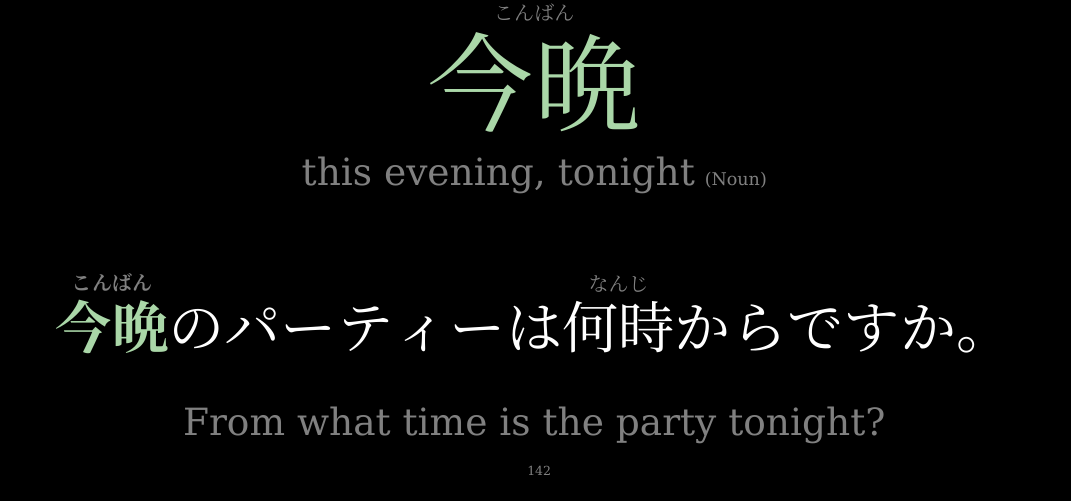 こんばん
今晩
this evening, tonight (Noun)
こんばん なんじ
今晩のパーティーは何時からですか。
From what time is the party tonight?
142